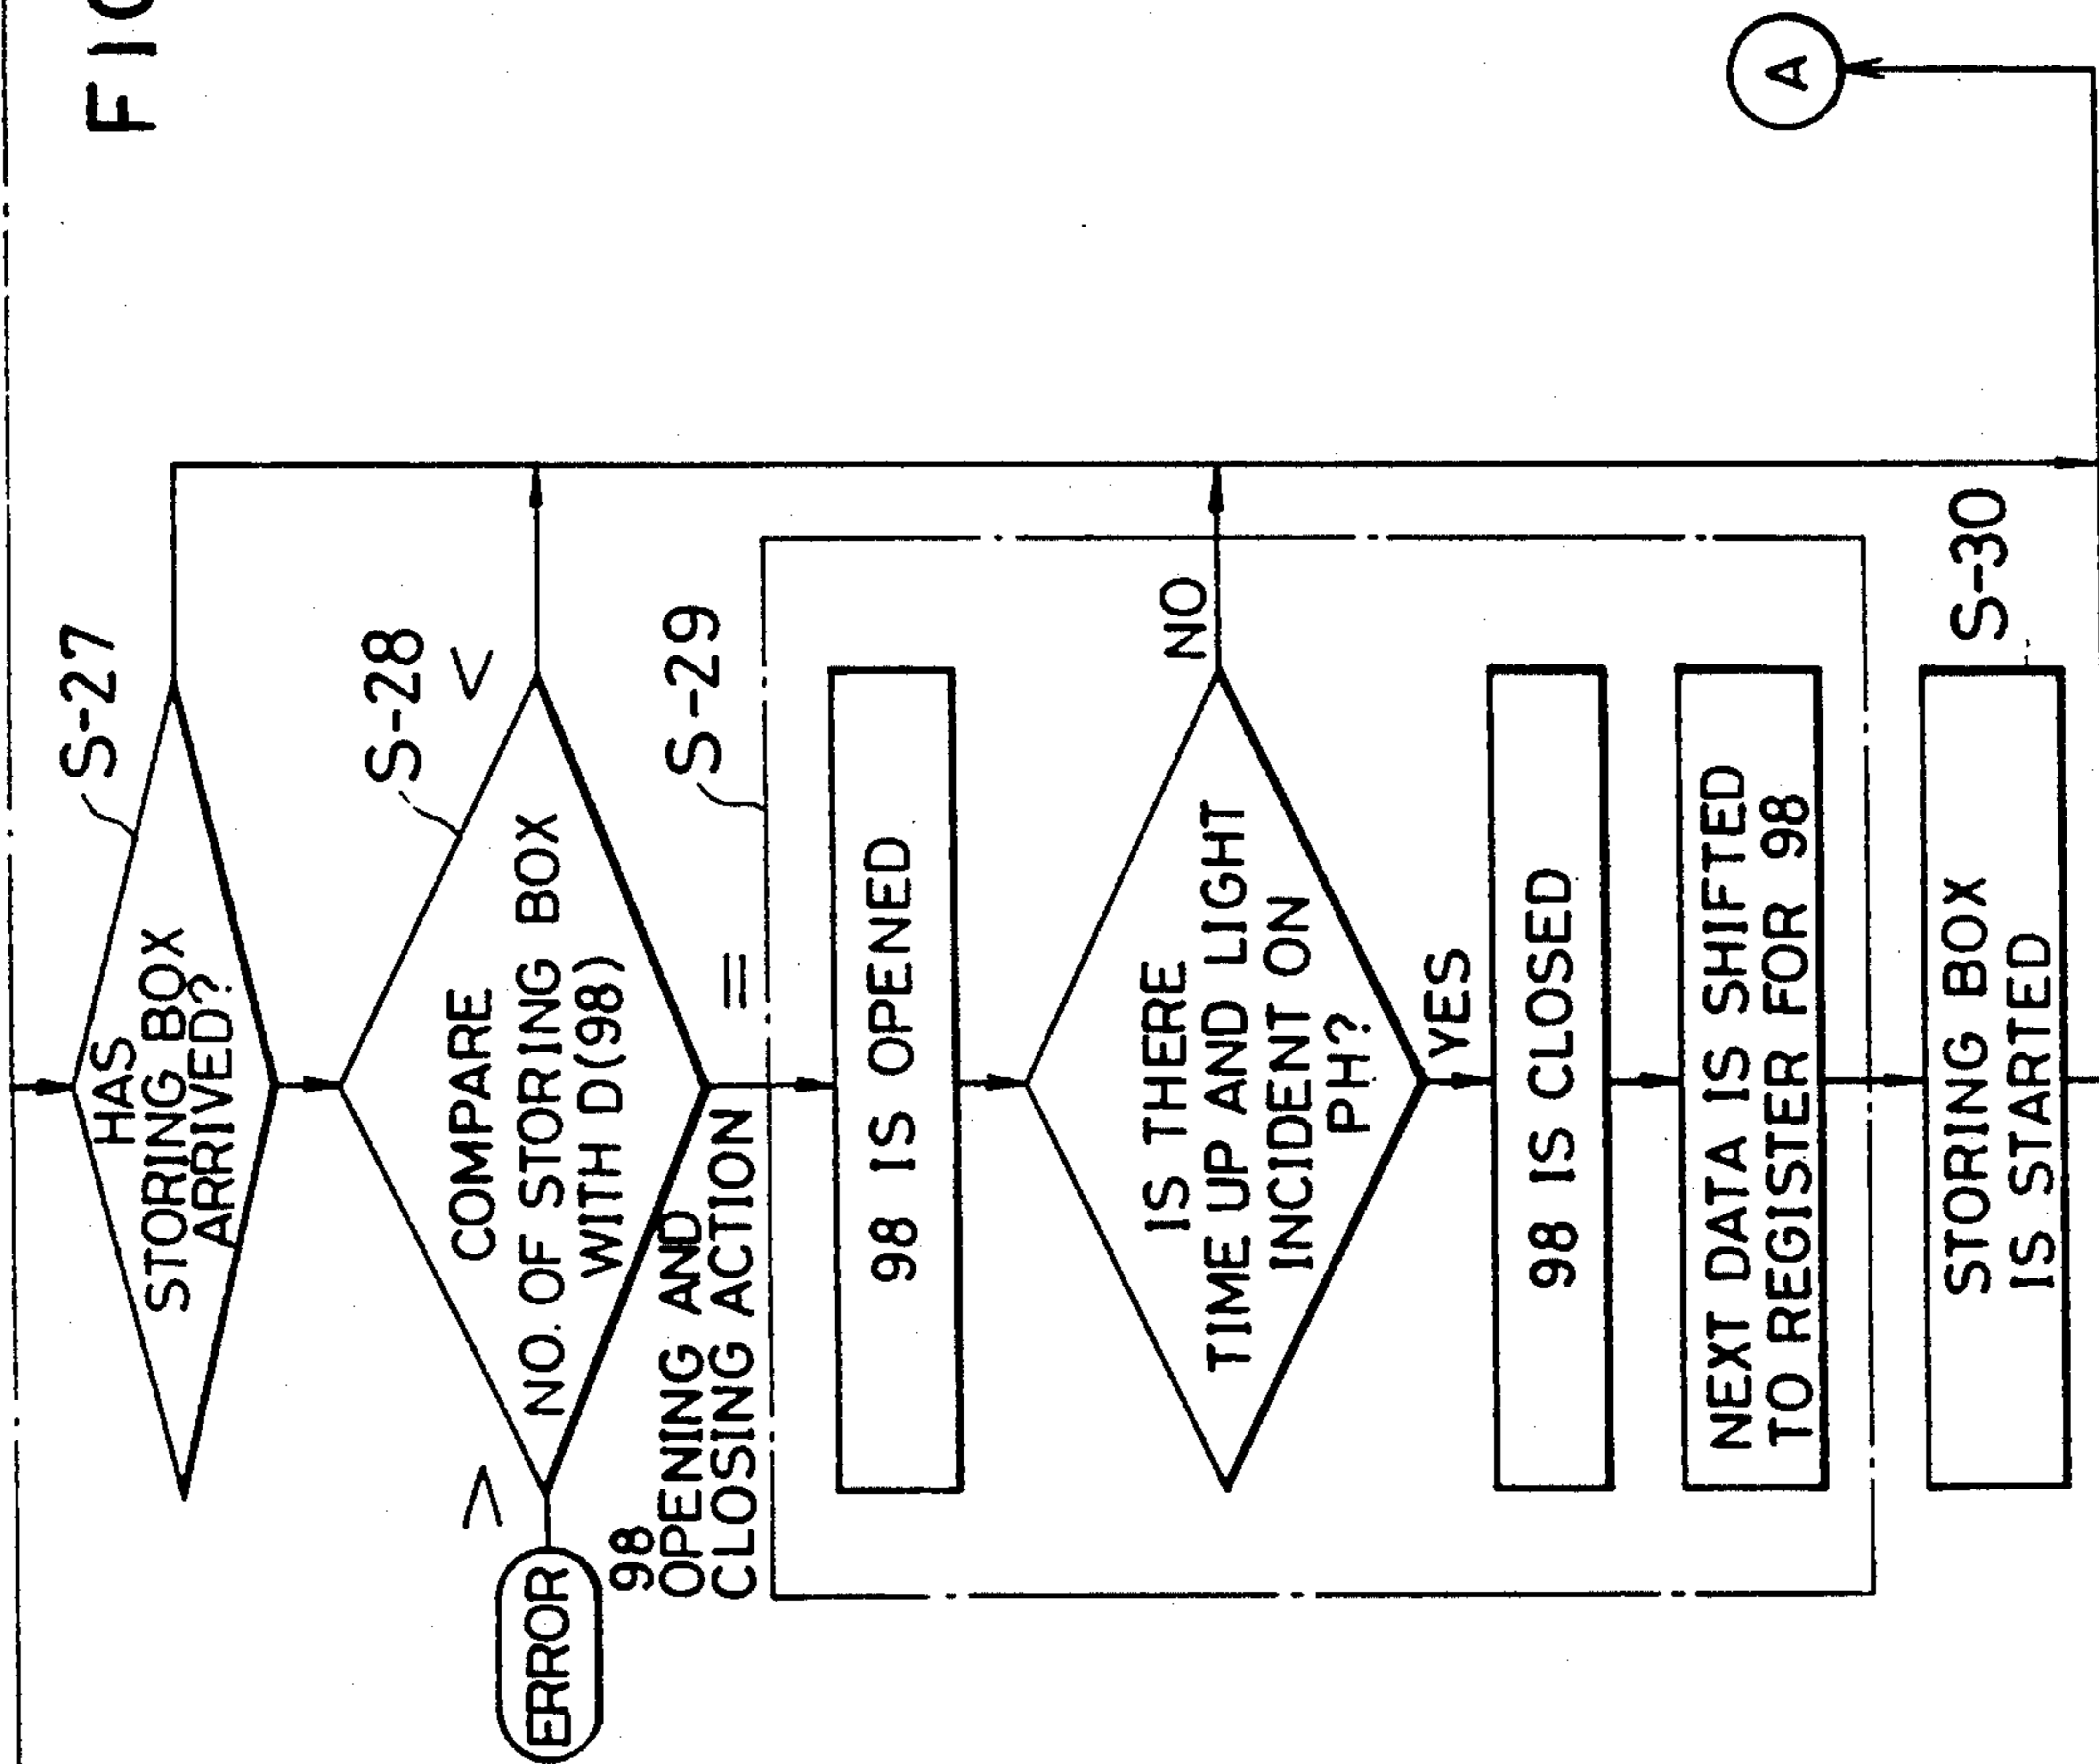 FIG
S-27
HAS
STORING BOX
ARRIVED?
S-28
>
<
COMPARE
NO. OF STORING BOX
WITH D(98)
ERROR
98
OPENING AND
CLOSING ACTION
=
S-29
98 IS OPENED
IS THERE
TIME UP AND LIGHT
INCIDENT ON
PH?
NO
YES
98 IS CLOSED
NEXT DATA IS SHIFTED
TO REGISTER FOR 98
A
STORING BOX
IS STARTED
S-30